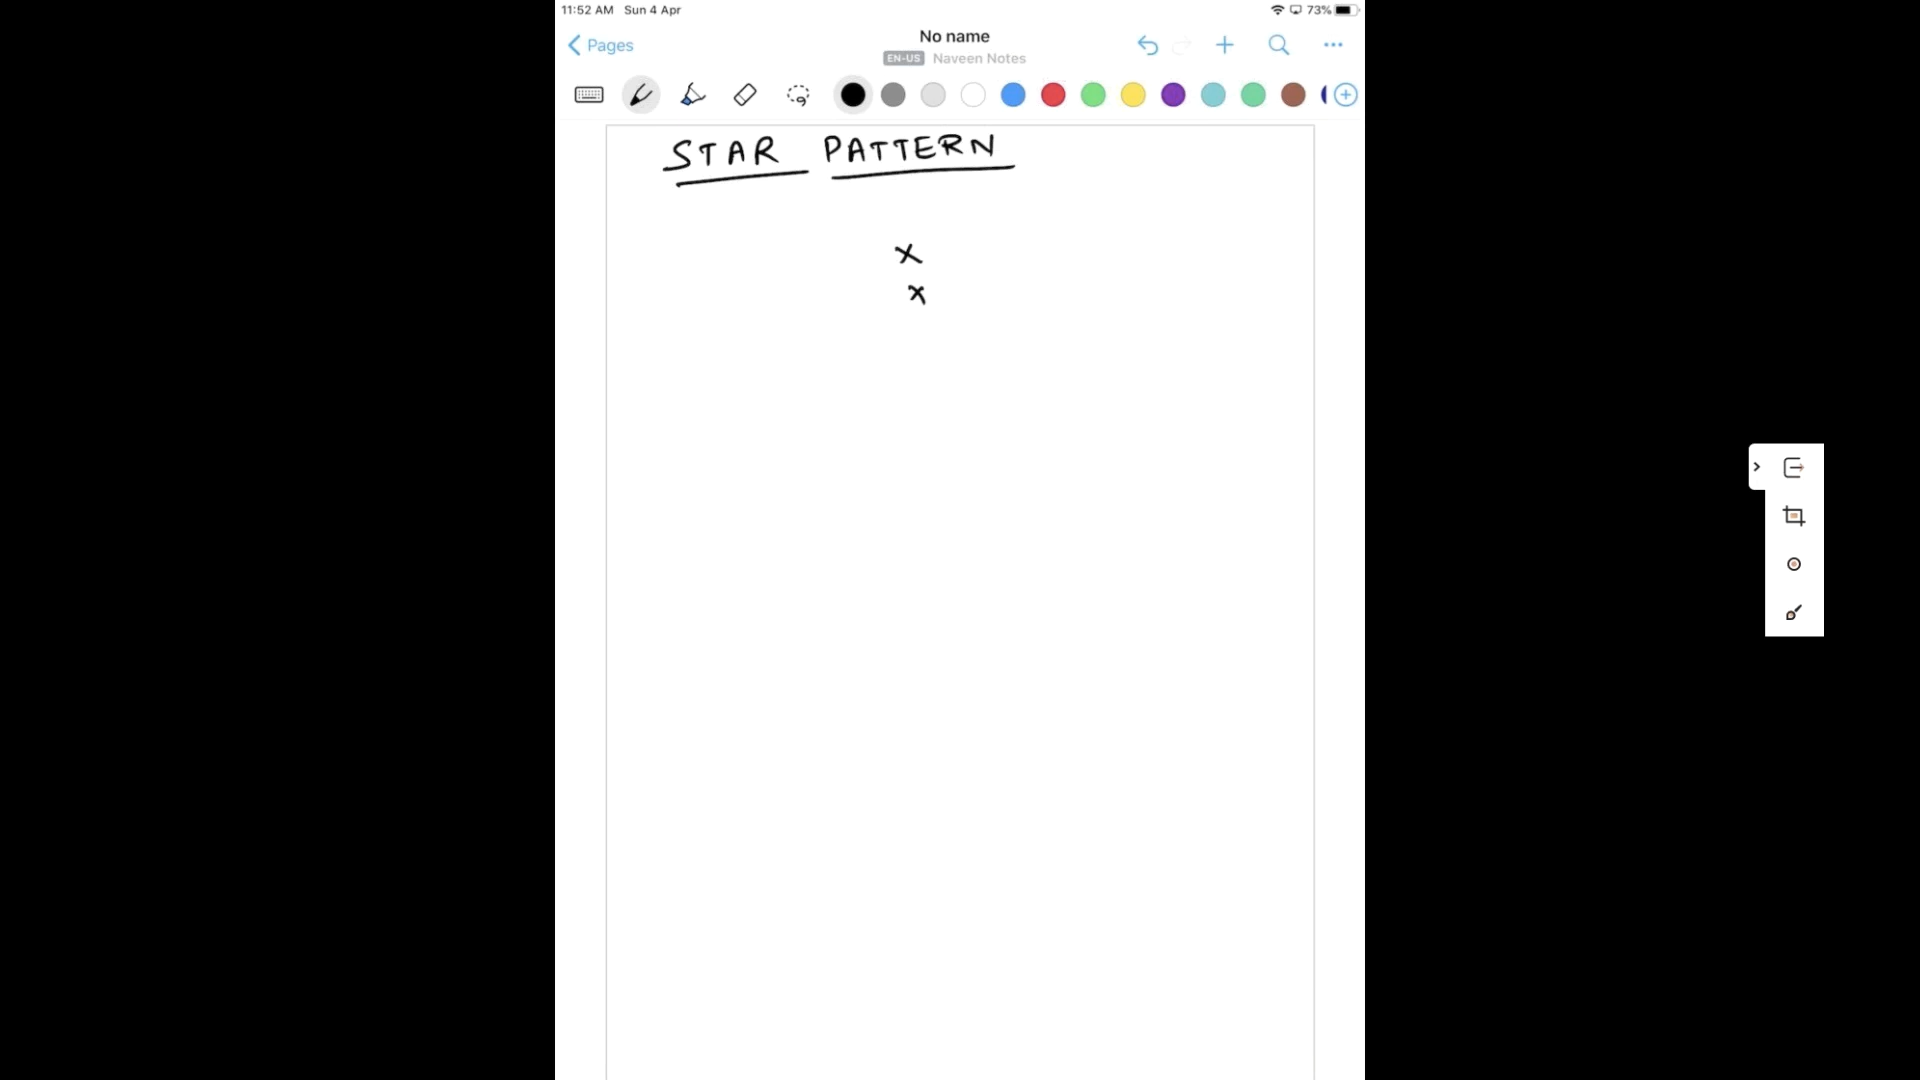 11:52 AM Sun 4 Apr 73%
Pages
No name
EN-US Naveen Notes
STAR PATTERN
x
x